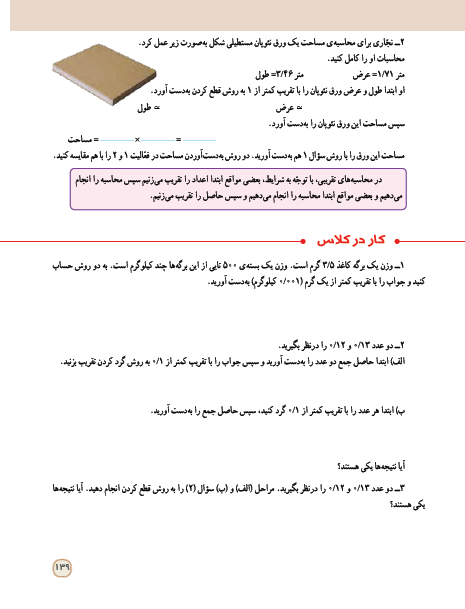 ۲ــ نجّاری برای محاسبه‌ی مساحت یک ورق نئوپان مستطیلی شکل به‌صورت زیر عمل کرد.
محاسبات او را کامل کنید.
متر ۱/۷۱= عرض متر ۳/۴۶= طول
او ابتدا طول و عرض ورق نئوپان را با تقریب کمتر از ۱ به روش قطع کردن به‌دست آورد.
≃ عرض ≃ طول
سپس مساحت این ورق نئوپان را به‌دست آورد.
= × = مساحت
مساحت این ورق را با روش سؤال ۱ هم به‌دست آورید. دو روش به‌دست‌آوردن مساحت در فعّالیت ۱ و ۲ را با هم مقایسه کنید.
در محاسبه‌های تقریبی، با توجّه به شرایط، بعضی مواقع ابتدا اعداد را تقریب می‌زنیم سپس محاسبه را انجام
می‌دهیم و بعضی مواقع ابتدا محاسبه را انجام می‌دهیم و سپس حاصل را تقریب می‌زنیم.
کار در کلاس
۱ــ وزن یک برگه کاغذ ۳/۵ گرم است. وزن یک بسته‌ی ۵۰۰ تایی از این برگه‌ها چند کیلوگرم است. به دو روش حساب
کنید و جواب را با تقریب کمتر از یک گرم (۰/۰۰۱ کیلوگرم) به‌دست آورید.
۲ــ دو عدد ۰/۱۳ و ۰/۱۲ را درنظر بگیرید.
الف) ابتدا حاصل جمع دو عدد را به‌دست آورید و سپس جواب را با تقریب کمتر از ۰/۱ به روش گرد کردن تقریب بزنید.
ب) ابتدا هر عدد را با تقریب کمتر از ۰/۱ گرد کنید، سپس حاصل جمع را به‌دست آورید.
آیا نتیجه‌ها یکی هستند؟
۳ــ دو عدد ۰/۱۳ و ۰/۱۲ را درنظر بگیرید. مراحل (الف) و (ب) سؤال (۲) را به روش قطع کردن انجام دهید. آیا نتیجه‌ها
یکی هستند؟
۱۳۹